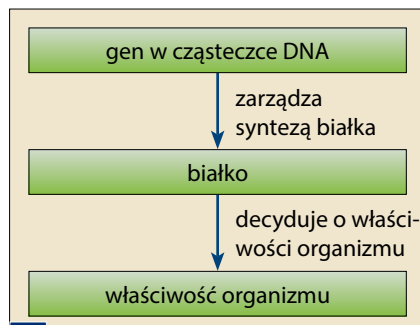 gen w cząsteczce DNA
zarządza
syntezą białka
białko
decyduje o właści-
wości organizmu
właściwość organizmu